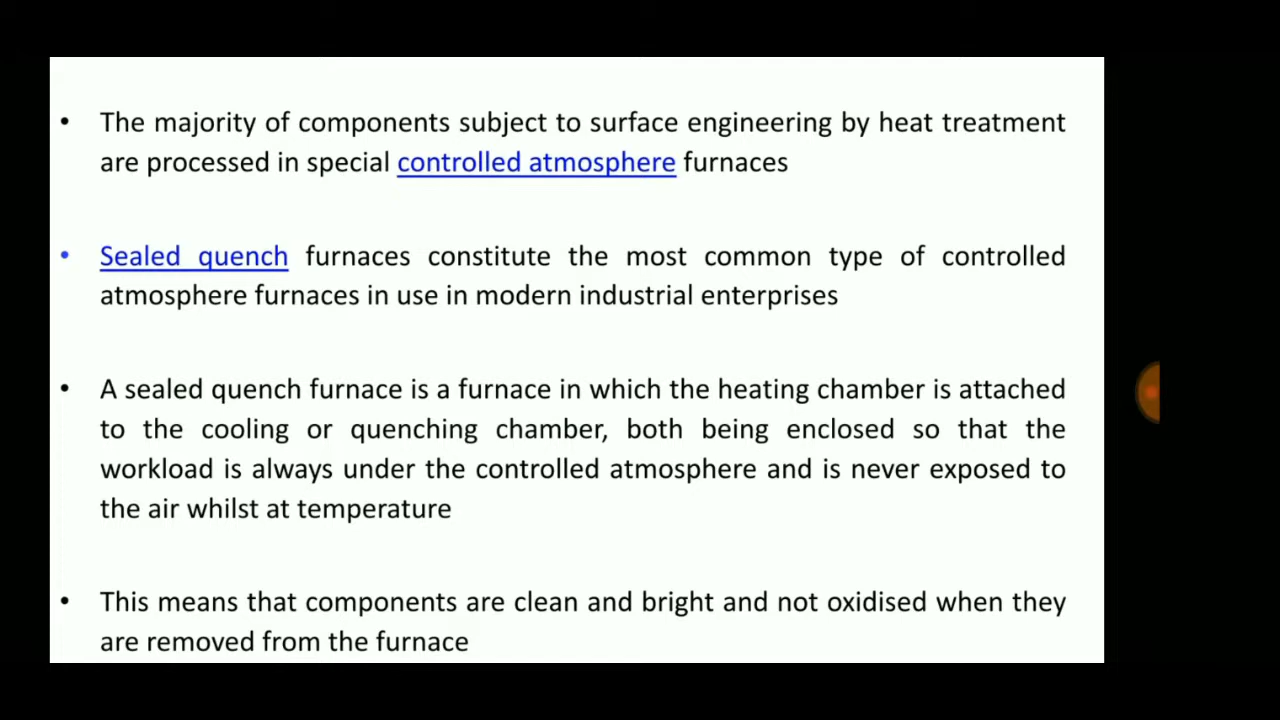 • The majority of components subject to surface engineering by heat treatment
are processed in special controlled atmosphere furnaces
• Sealed quench furnaces constitute the most common type of controlled
atmosphere furnaces in use in modern industrial enterprises
• A sealed quench furnace is a furnace in which the heating chamber is attached
to the cooling or quenching chamber, both being enclosed so that the
workload is always under the controlled atmosphere and is never exposed to
the air whilst at temperature
• This means that components are clean and bright and not oxidised when they
are removed from the furnace